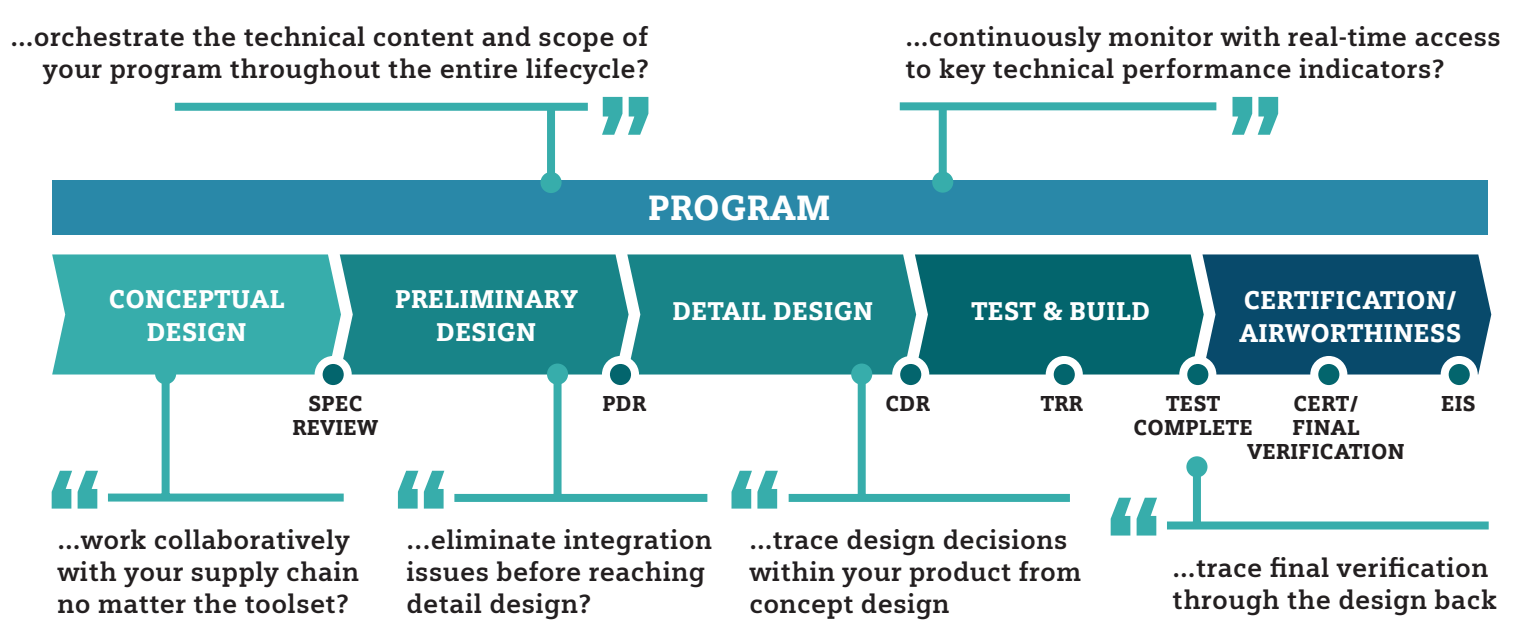 ...orchestrate the technical content and scope of
your program throughout the entire lifecycle?
”
...continuously monitor with real-time access
to key technical performance indicators?
”
PROGRAM
CONCEPTUAL
DESIGN
PRELIMINARY
DESIGN
DETAIL DESIGN
TEST & BUILD
CERTIFICATION/
AIRWORTHINESS
SPEC
REVIEW
PDR
CDR
TRR
TEST
COMPLETE
CERT/
FINAL
VERIFICATION
EIS
“
...work collaboratively
with your supply chain
no matter the toolset?
“
...eliminate integration
issues before reaching
detail design?
“
...trace design decisions
within your product from
concept design
“
...trace final verification
through the design back